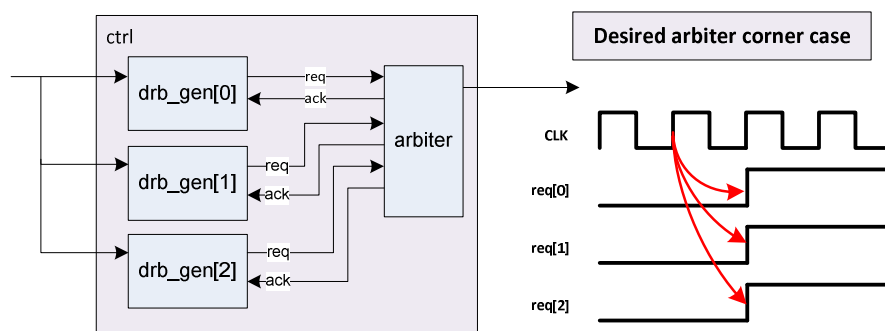 ctrl
drb_gen[0]
req
ack
drb_gen[1]
req
ack
drb_gen[2]
req
ack
arbiter
Desired arbiter corner case
CLK
req[0]
req[1]
req[2]